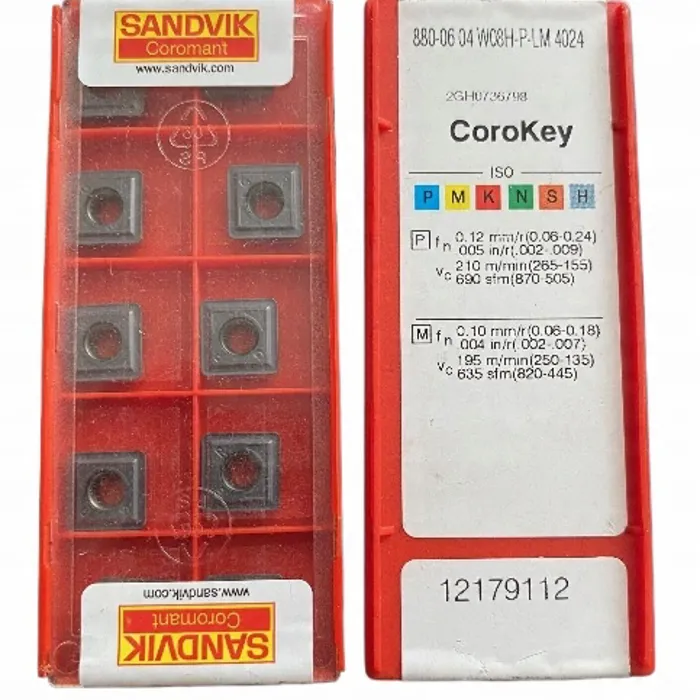 SANDVIK
Coromant
www.sandvik.com
www.sandvik.com
Coromant
SANDVIK
880-06 04 W08H-P-LM 4024
2GH0736798
CoroKey
ISO
P M K N S H
P fn 0.12 mm/r(0.06-0.24)
005 in/r(.002-.009)
vc 210 m/min(265-155)
690 sfm(870-505)
M fn 0.10 mm/r(0.06-0.18)
004 in/r(.002-.007)
vc 195 m/min(250-135)
635 sfm(820-445)
12179112